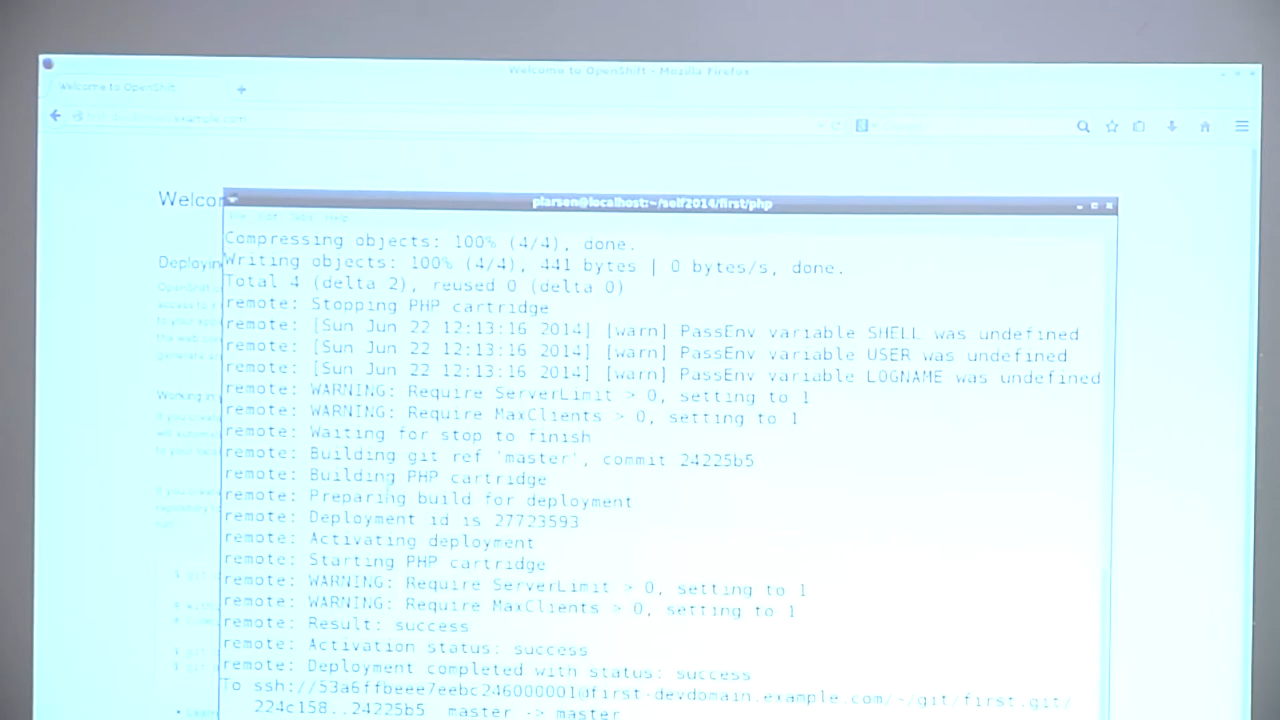 Welcome to OpenShift - Mozilla Firefox
Welcome to OpenShift
example.com
Welcom
Deployin
plarsen@localhost:~/self2014/first/php
Compressing objects: 100% (4/4), done.
Writing objects: 100% (4/4), 441 bytes | 0 bytes/s, done.
Total 4 (delta 2), reused 0 (delta 0)
remote: Stopping PHP cartridge
remote: [Sun Jun 22 12:13:16 2014] [warn] PassEnv variable SHELL was undefined
remote: [Sun Jun 22 12:13:16 2014] [warn] PassEnv variable USER was undefined
remote: [Sun Jun 22 12:13:16 2014] [warn] PassEnv variable LOGNAME was undefined
remote: WARNING: Require ServerLimit > 0, setting to 1
remote: WARNING: Require MaxClients > 0, setting to 1
remote: Waiting for stop to finish
remote: Building git ref 'master', commit 24225b5
remote: Building PHP cartridge
remote: Preparing build for deployment
remote: Deployment id is 27723593
remote: Activating deployment
remote: Starting PHP cartridge
remote: WARNING: Require ServerLimit > 0, setting to 1
remote: WARNING: Require MaxClients > 0, setting to 1
remote: Result: success
remote: Activation status: success
remote: Deployment completed with status: success
To ssh://53a6ffbeee7eebc246000001@first-devdomain.example.com/~/git/first.git/
224c158..24225b5 master -> master